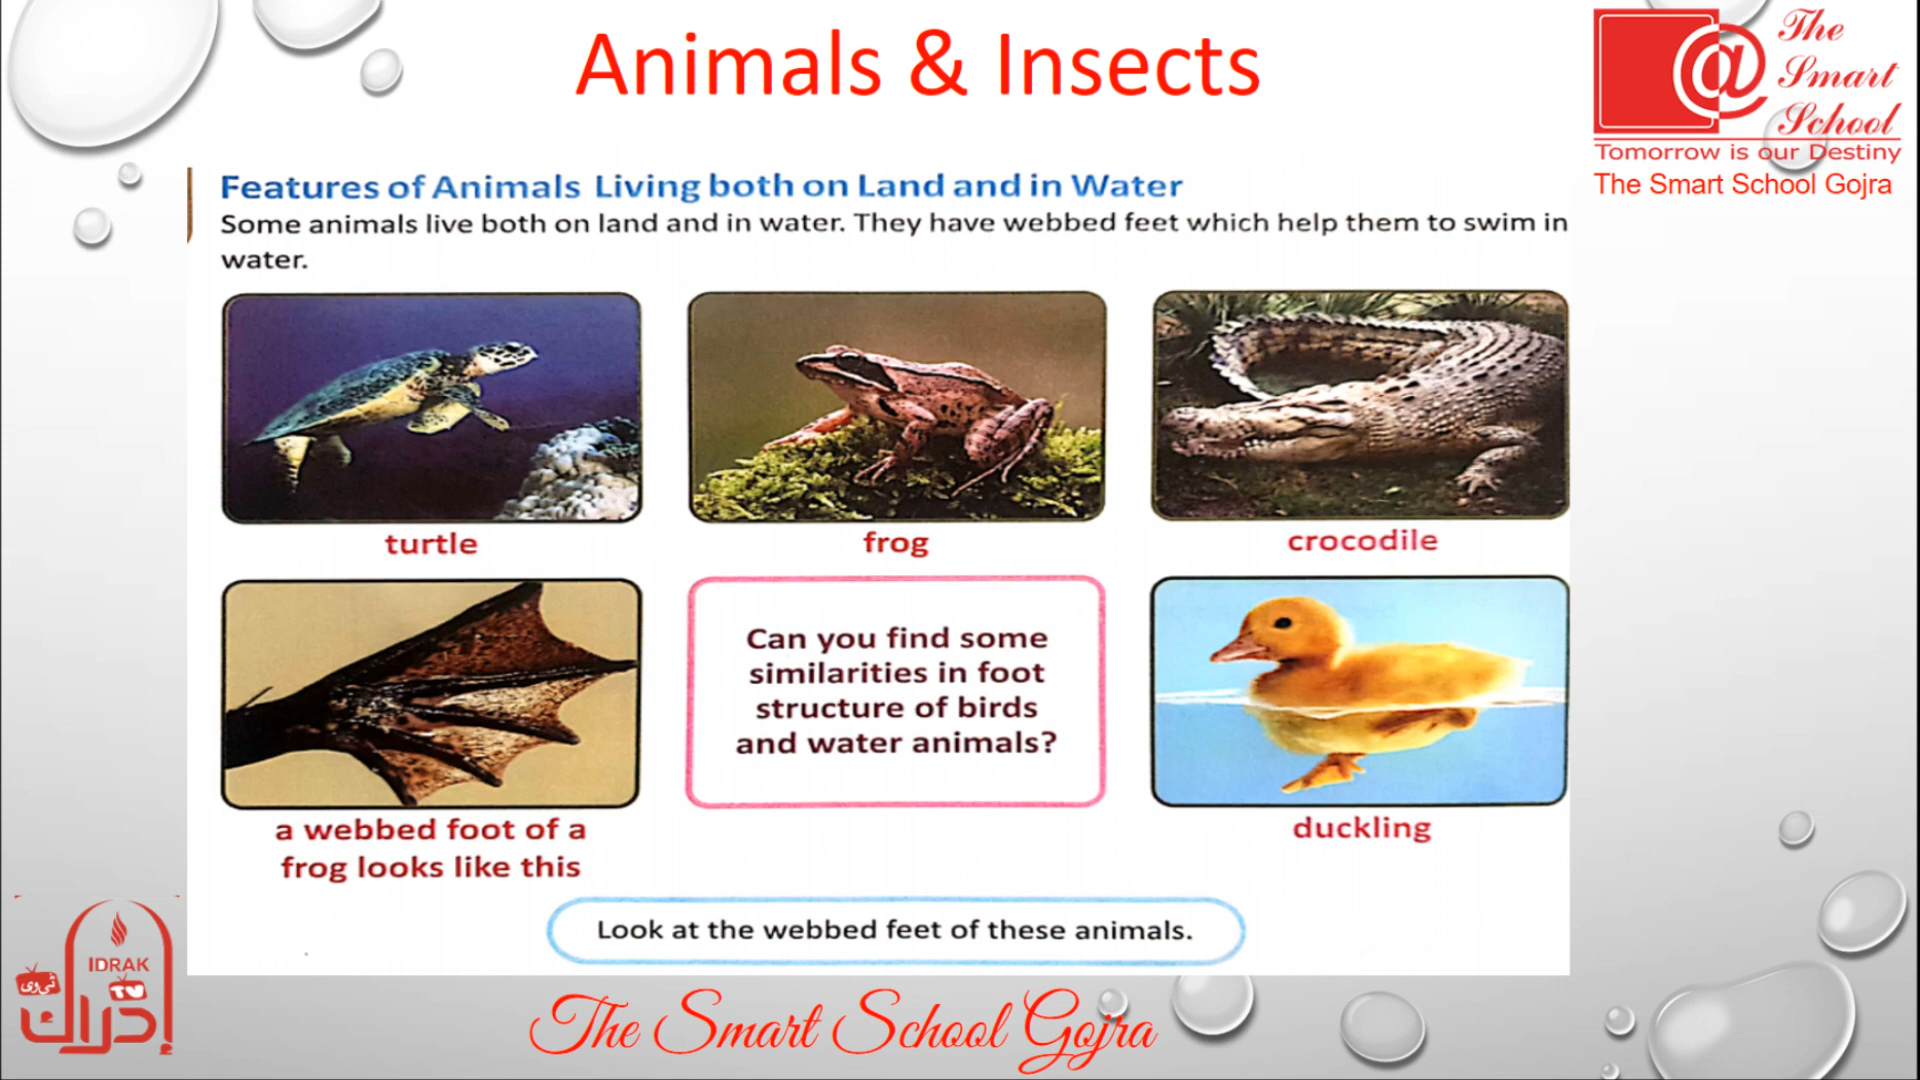 Animals & Insects
@
The
Smart
School
Tomorrow is our Destiny
The Smart School Gojra
Features of Animals Living both on Land and in Water
Some animals live both on land and in water. They have webbed feet which help them to swim in
water.
turtle
frog
crocodile
Can you find some
similarities in foot
structure of birds
and water animals?
a webbed foot of a
frog looks like this
duckling
Look at the webbed feet of these animals.
IDRAK
ٹی وی
TV
إدراك
The Smart School Gojra